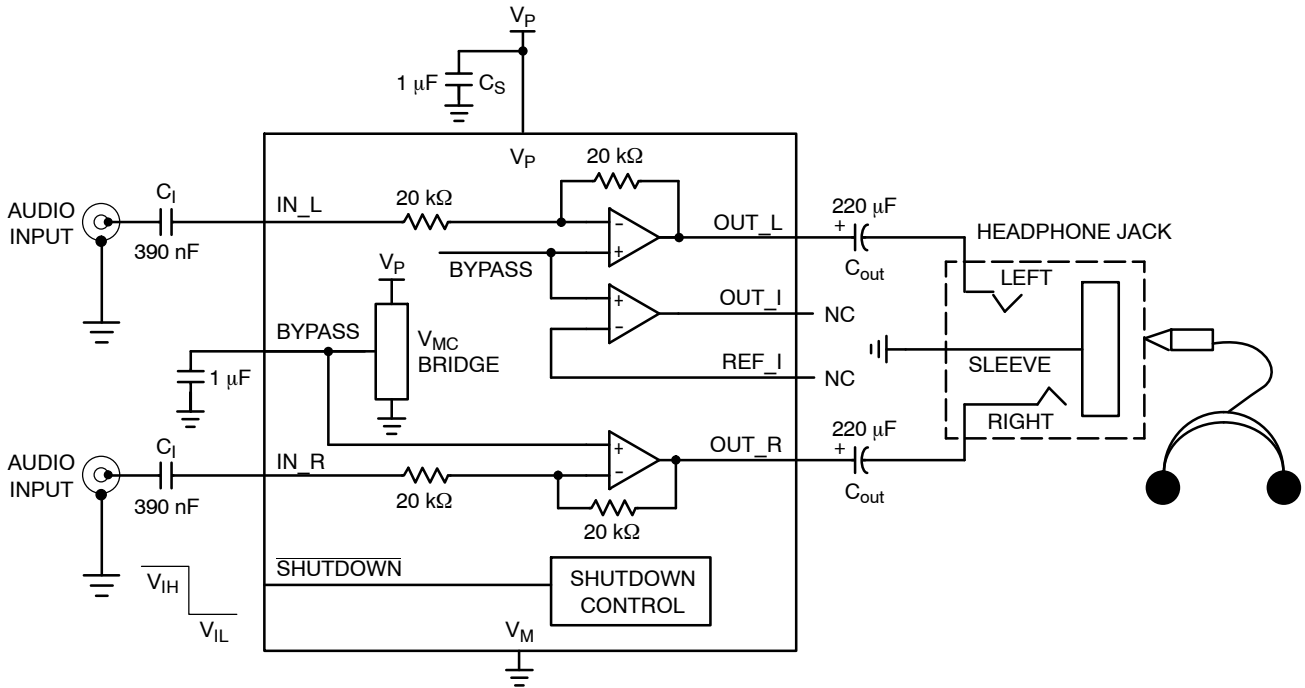 V_P
1 μF
C_S
V_P
20 kΩ
AUDIO
INPUT
C_I
390 nF
IN_L
20 kΩ
−
+
OUT_L
220 μF
+
C_out
HEADPHONE JACK
LEFT
BYPASS
V_P
+
−
OUT_I
NC
BYPASS
V_MC
BRIDGE
1 μF
REF_I
NC
SLEEVE
RIGHT
AUDIO
INPUT
C_I
390 nF
IN_R
20 kΩ
+
−
20 kΩ
OUT_R
220 μF
+
C_out
V_IH
V_IL
SHUTDOWN
SHUTDOWN
CONTROL
V_M